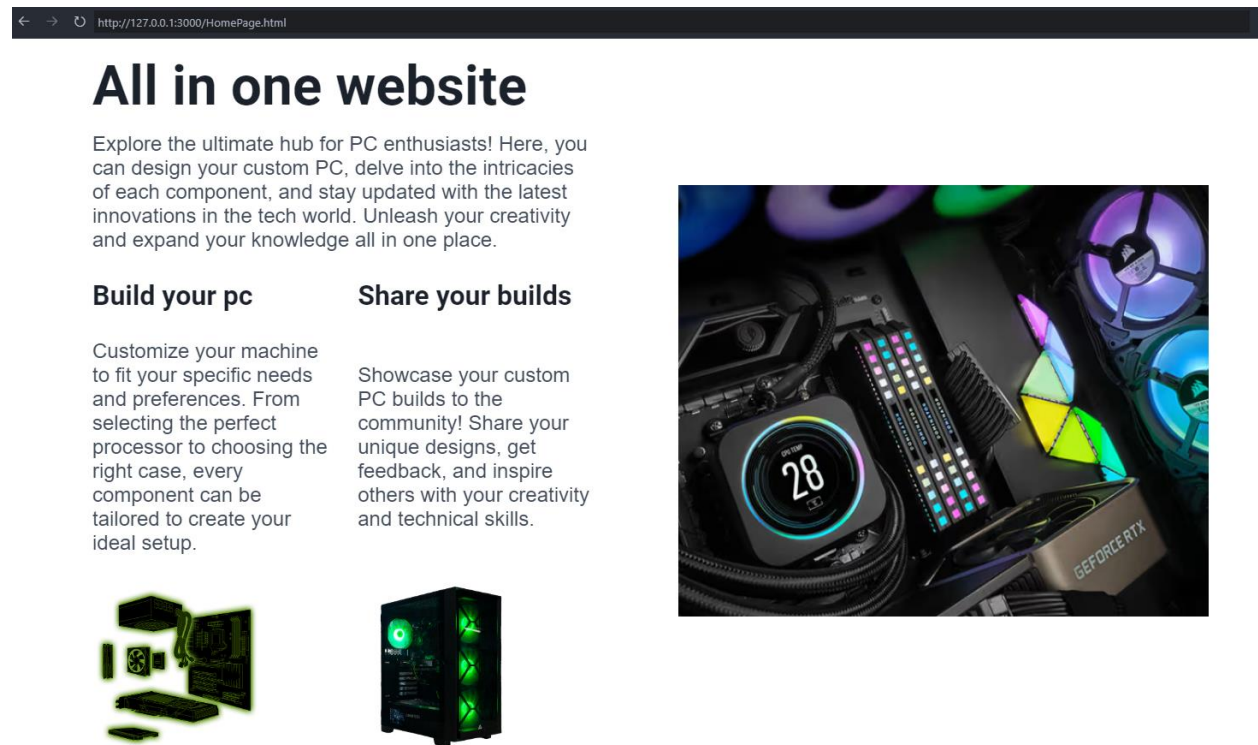 http://127.0.0.1:3000/HomePage.html
All in one website
Explore the ultimate hub for PC enthusiasts! Here, you
can design your custom PC, delve into the intricacies
of each component, and stay updated with the latest
innovations in the tech world. Unleash your creativity
and expand your knowledge all in one place.
Build your pc
Customize your machine
to fit your specific needs
and preferences. From
selecting the perfect
processor to choosing the
right case, every
component can be
tailored to create your
ideal setup.
Share your builds
Showcase your custom
PC builds to the
community! Share your
unique designs, get
feedback, and inspire
others with your creativity
and technical skills.
CPU TEMP
28
GEFORCE RTX